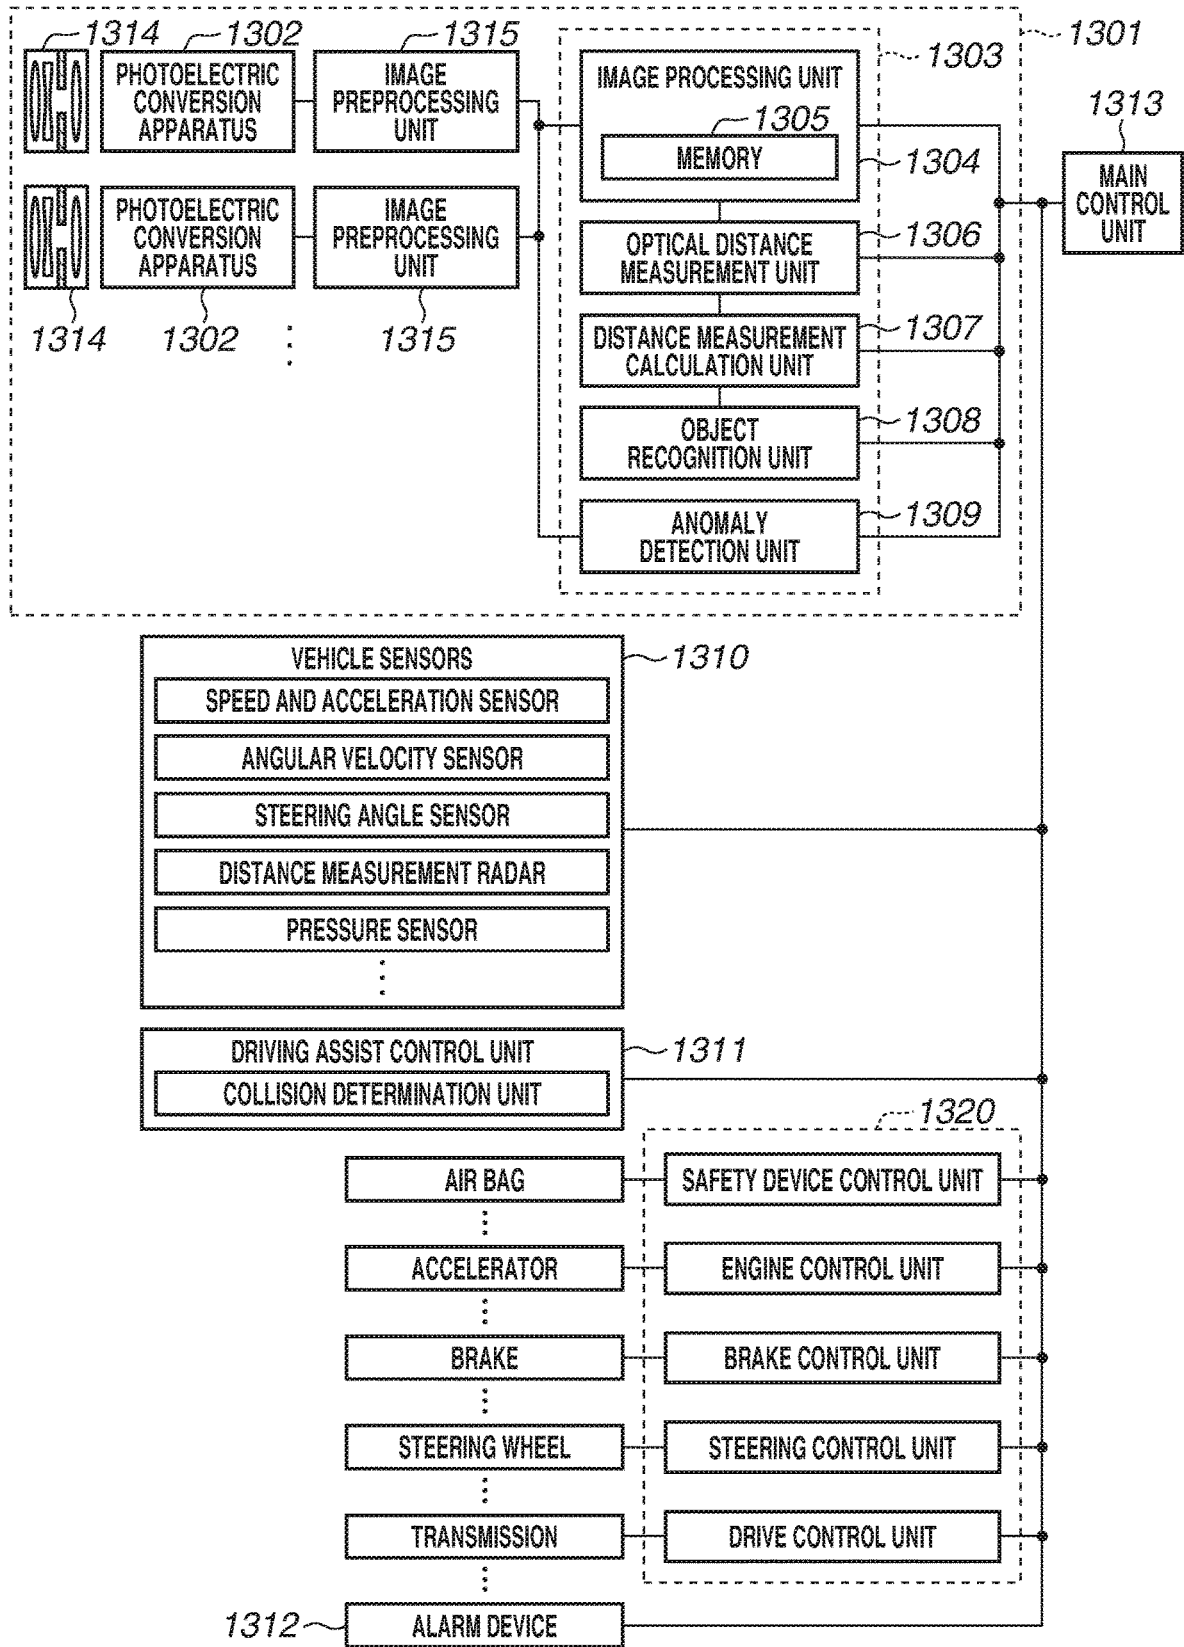 1314
1302
1315
1303
1301
PHOTOELECTRIC
CONVERSION
APPARATUS
IMAGE
PREPROCESSING
UNIT
IMAGE PROCESSING UNIT
1305
MEMORY
1304
1313
MAIN
CONTROL
UNIT
PHOTOELECTRIC
CONVERSION
APPARATUS
IMAGE
PREPROCESSING
UNIT
1314
1302
1315
OPTICAL DISTANCE
MEASUREMENT UNIT
1306
DISTANCE MEASUREMENT
CALCULATION UNIT
1307
OBJECT
RECOGNITION UNIT
1308
ANOMALY
DETECTION UNIT
1309
VEHICLE SENSORS
1310
SPEED AND ACCELERATION SENSOR
ANGULAR VELOCITY SENSOR
STEERING ANGLE SENSOR
DISTANCE MEASUREMENT RADAR
PRESSURE SENSOR
DRIVING ASSIST CONTROL UNIT
1311
COLLISION DETERMINATION UNIT
1320
AIR BAG
SAFETY DEVICE CONTROL UNIT
ACCELERATOR
ENGINE CONTROL UNIT
BRAKE
BRAKE CONTROL UNIT
STEERING WHEEL
STEERING CONTROL UNIT
TRANSMISSION
DRIVE CONTROL UNIT
1312
ALARM DEVICE